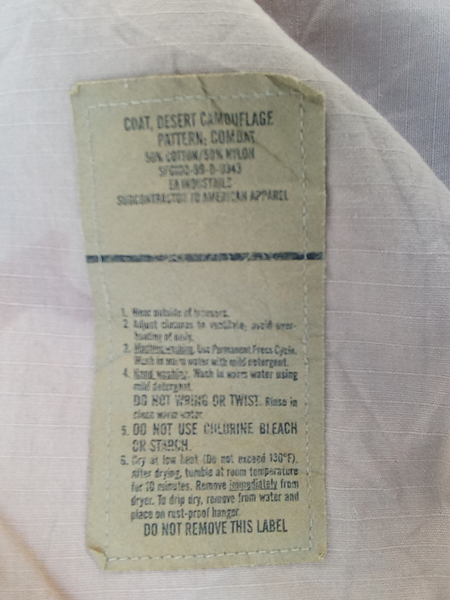 COAT, DESERT CAMOUFLAGE
PATTERN: COMBAT
50% COTTON/50% NYLON
EA INDUSTRIES
SUBCONTRACTOR TO AMERICAN APPAREL
1. Wear outside of trousers.
2. Adjust closures to ventilate; avoid over-
heating of body.
3. Machine washing. Use Permanent Press Cycle.
Wash in warm water with mild detergent.
4. Hand washing. Wash in warm water using
mild detergent.
DO NOT WRING OR TWIST. Rinse in
clean warm water.
5. DO NOT USE CHLORINE BLEACH
OR STARCH.
6. Dry at low heat (Do not exceed 130°F).
After drying, tumble at room temperature
for 10 minutes. Remove immediately from
dryer. To drip dry, remove from water and
place on rust-proof hanger.
DO NOT REMOVE THIS LABEL